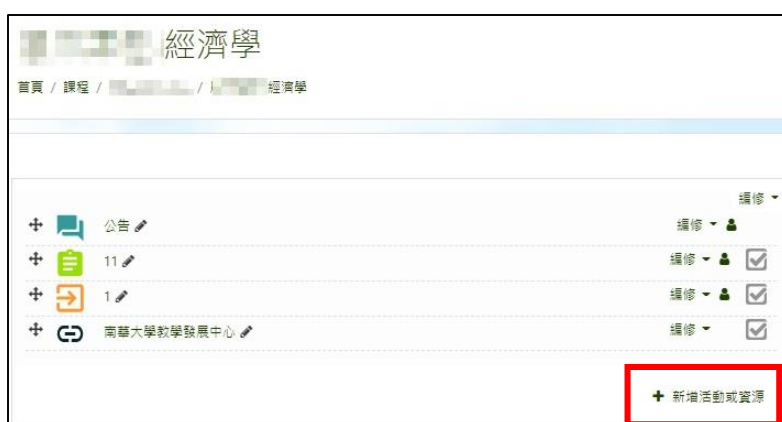 經濟學
首頁 / 課程 / / 經濟學
編修
公告 編修
11 編修
1 編修
南華大學教學發展中心 編修
+ 新增活動或資源